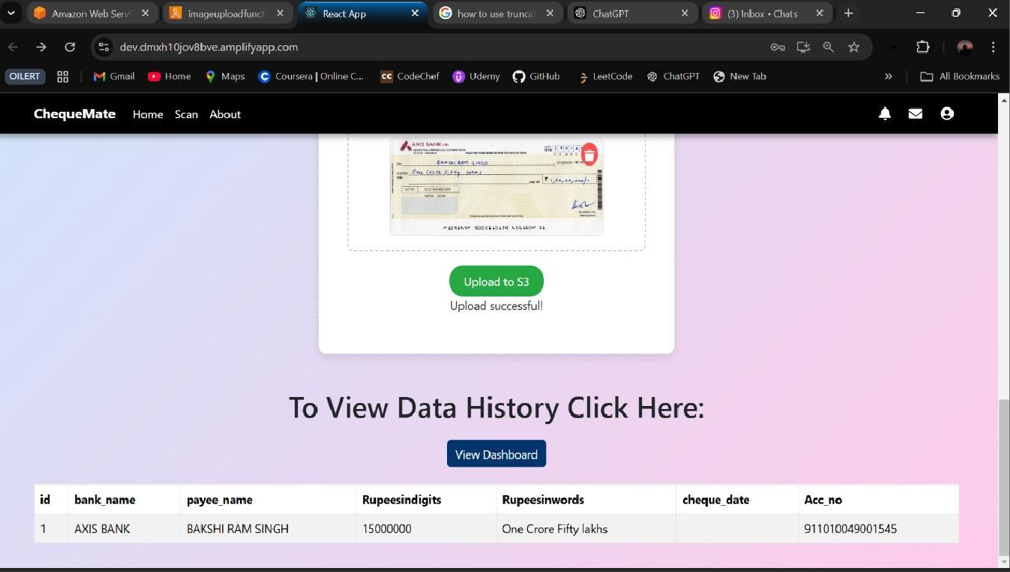 Amazon Web Servi
imageuploadfuncti
React App
how to use truncat
ChatGPT
(3) Inbox • Chats
dev.dmxh10jov8bve.amplifyapp.com
OILERT
Gmail
Home
Maps
Coursera | Online C...
CodeChef
Udemy
GitHub
LeetCode
ChatGPT
New Tab
»
All Bookmarks
ChequeMate Home Scan About
AXIS BANK LTD
BAKSHI RAM SINGH
One Crore Fifty lakhs
₹ 1,50,00,000/-
Upload to S3
Upload successful!
To View Data History Click Here:
View Dashboard
id bank_name payee_name Rupeesindigits Rupeesinwords cheque_date Acc_no
1 AXIS BANK BAKSHI RAM SINGH 15000000 One Crore Fifty lakhs 911010049001545